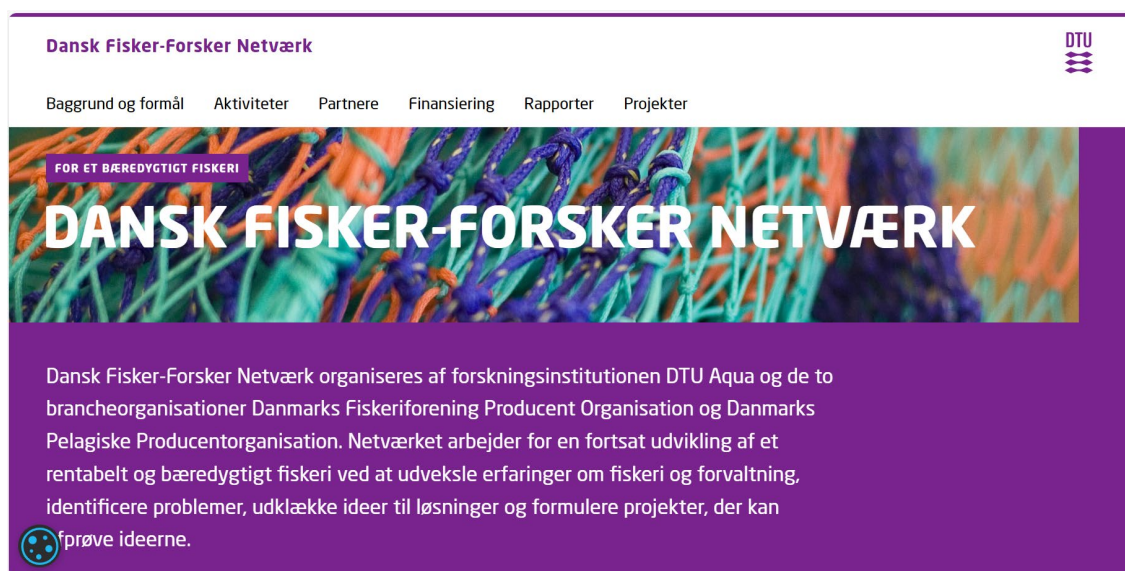 Dansk Fisker-Forsker Netværk
DTU
Baggrund og formål Aktiviteter Partnere Finansiering Rapporter Projekter
FOR ET BÆREDYGTIGT FISKERI
DANSK FISKER-FORSKER NETVÆRK
Dansk Fisker-Forsker Netværk organiseres af forskningsinstitutionen DTU Aqua og de to
brancheorganisationer Danmarks Fiskeriforening Producent Organisation og Danmarks
Pelagiske Producentorganisation. Netværket arbejder for en fortsat udvikling af et
rentabelt og bæredygtigt fiskeri ved at udveksle erfaringer om fiskeri og forvaltning,
identificere problemer, udklække ideer til løsninger og formulere projekter, der kan
fprøve ideerne.